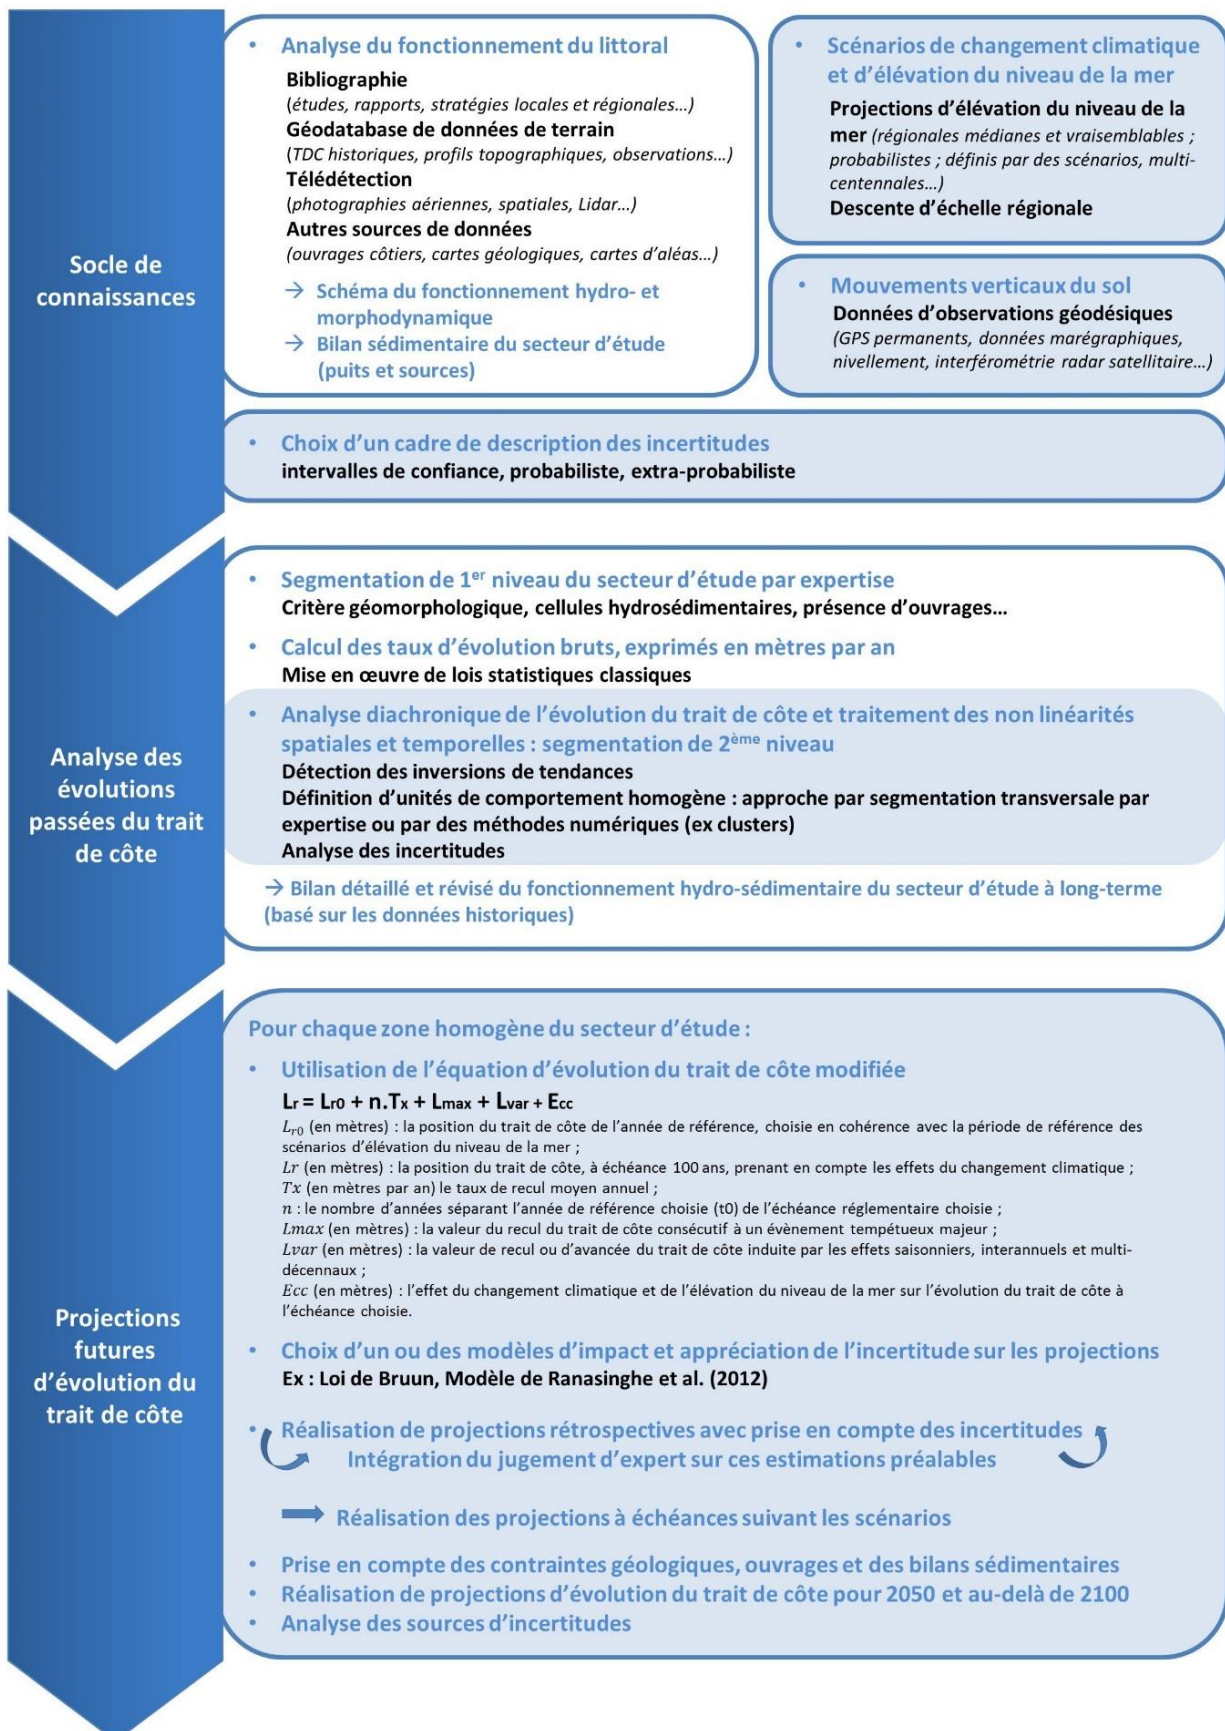 Socle de
connaissances
• Analyse du fonctionnement du littoral
Bibliographie
(études, rapports, stratégies locales et régionales…)
Géodatabase de données de terrain
(TDC historiques, profils topographiques, observations…)
Télédétection
(photographies aériennes, spatiales, Lidar…)
Autres sources de données
(ouvrages côtiers, cartes géologiques, cartes d’aléas…)
→ Schéma du fonctionnement hydro- et
morphodynamique
→ Bilan sédimentaire du secteur d’étude
(puits et sources)
• Scénarios de changement climatique
et d’élévation du niveau de la mer
Projections d’élévation du niveau de la
mer (régionales médianes et vraisemblables ;
probabilistes ; définis par des scénarios, multi-
centennales…)
Descente d’échelle régionale
• Mouvements verticaux du sol
Données d’observations géodésiques
(GPS permanents, données marégraphiques,
nivellement, interférométrie radar satellitaire…)
• Choix d’un cadre de description des incertitudes
intervalles de confiance, probabiliste, extra-probabiliste
Analyse des
évolutions
passées du trait
de côte
• Segmentation de 1er niveau du secteur d’étude par expertise
Critère géomorphologique, cellules hydrosédimentaires, présence d’ouvrages…
• Calcul des taux d’évolution bruts, exprimés en mètres par an
Mise en œuvre de lois statistiques classiques
• Analyse diachronique de l’évolution du trait de côte et traitement des non linéarités
spatiales et temporelles : segmentation de 2ème niveau
Détection des inversions de tendances
Définition d’unités de comportement homogène : approche par segmentation transversale par
expertise ou par des méthodes numériques (ex clusters)
Analyse des incertitudes
→ Bilan détaillé et révisé du fonctionnement hydro-sédimentaire du secteur d’étude à long-terme
(basé sur les données historiques)
Projections
futures
d’évolution du
trait de côte
Pour chaque zone homogène du secteur d’étude :
• Utilisation de l’équation d’évolution du trait de côte modifiée
Lr = Lr0 + n.Tx + Lmax + Lvar + Ecc
Lr0 (en mètres) : la position du trait de côte de l’année de référence, choisie en cohérence avec la période de référence des
scénarios d’élévation du niveau de la mer ;
Lr (en mètres) : la position du trait de côte, à échéance 100 ans, prenant en compte les effets du changement climatique ;
Tx (en mètres par an) le taux de recul moyen annuel ;
n : le nombre d’années séparant l’année de référence choisie (t0) de l’échéance réglementaire choisie ;
Lmax (en mètres) : la valeur du recul du trait de côte consécutif à un évènement tempétueux majeur ;
Lvar (en mètres) : la valeur de recul ou d’avancée du trait de côte induite par les effets saisonniers, interannuels et multi-
décennaux ;
Ecc (en mètres) : l’effet du changement climatique et de l’élévation du niveau de la mer sur l’évolution du trait de côte à
l’échéance choisie.
• Choix d’un ou des modèles d’impact et appréciation de l’incertitude sur les projections
Ex : Loi de Bruun, Modèle de Ranasinghe et al. (2012)
• Réalisation de projections rétrospectives avec prise en compte des incertitudes
Intégration du jugement d’expert sur ces estimations préalables
Réalisation des projections à échéances suivant les scénarios
• Prise en compte des contraintes géologiques, ouvrages et des bilans sédimentaires
• Réalisation de projections d’évolution du trait de côte pour 2050 et au-delà de 2100
• Analyse des sources d’incertitudes